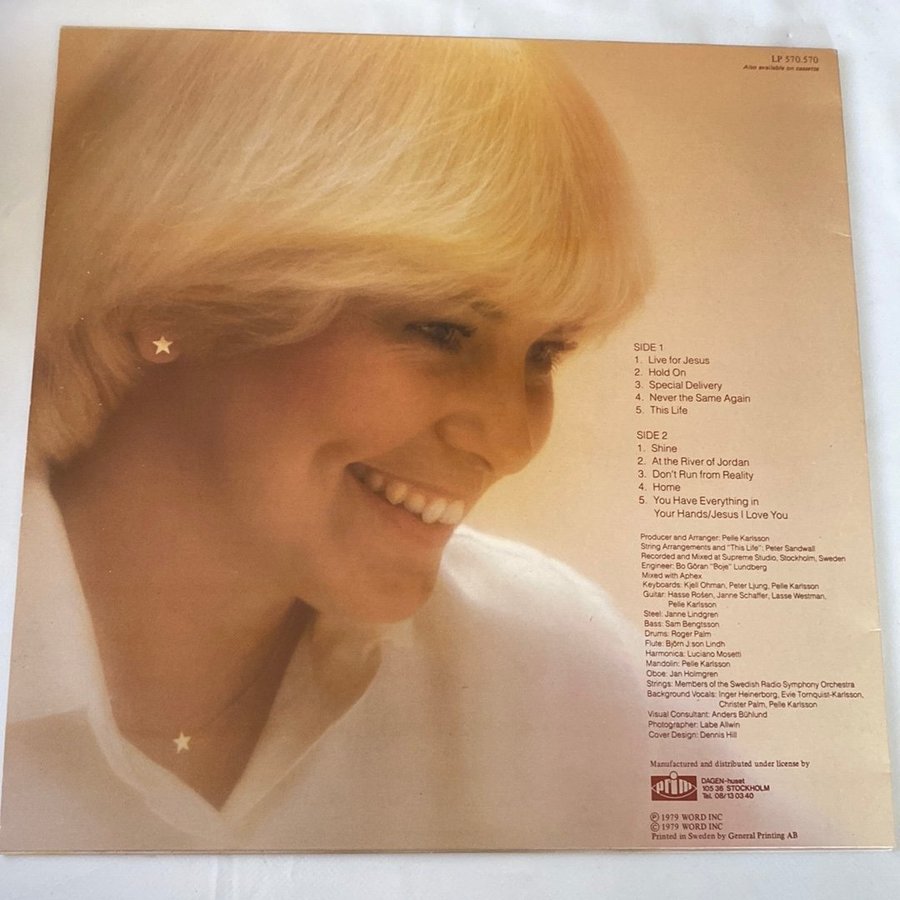 LP 570.570
Also available on cassette
SIDE 1
1. Live for Jesus
2. Hold On
3. Special Delivery
4. Never the Same Again
5. This Life
SIDE 2
1. Shine
2. At the River of Jordan
3. Don't Run from Reality
4. Home
5. You Have Everything in
Your Hands/Jesus I Love You
Producer and Arranger: Pelle Karlsson
String Arrangements and "This Life": Peter Sandwall
Recorded and Mixed at Supreme Studio, Stockholm, Sweden
Engineer: Bo Göran "Boje" Lundberg
Mixed with Aphex
Keyboards: Kjell Öhman, Peter Ljung, Pelle Karlsson
Guitar: Hasse Rosén, Janne Schaffer, Lasse Westman,
Pelle Karlsson
Steel: Janne Lindgren
Bass: Sam Bengtsson
Drums: Roger Palm
Flute: Björn J:son Lindh
Harmonica: Luciano Mosetti
Mandolin: Pelle Karlsson
Oboe: Jan Holmgren
Strings: Members of the Swedish Radio Symphony Orchestra
Background Vocals: Inger Heinerborg, Evie Tornquist-Karlsson,
Christer Palm, Pelle Karlsson
Visual Consultant: Anders Bühlund
Photographer: Labe Allwin
Cover Design: Dennis Hill
Manufactured and distributed under license by
prim
DAGEN-huset
105 36 STOCKHOLM
Tel. 08/13 03 40
Ⓟ 1979 WORD INC
© 1979 WORD INC
Printed in Sweden by General Printing AB